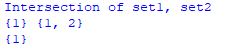 Intersection of set1, set2
{1} {1, 2}
{1}